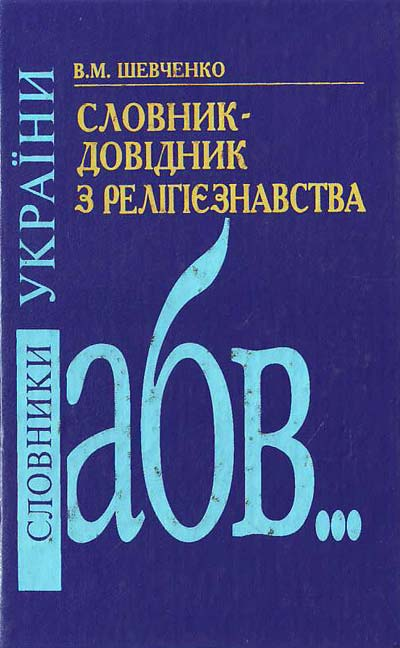 В.М. ШЕВЧЕНКО
СЛОВНИК-
ДОВІДНИК
З РЕЛІГІЄЗНАВСТВА
СЛОВНИКИ УКРАЇНИ
абв...